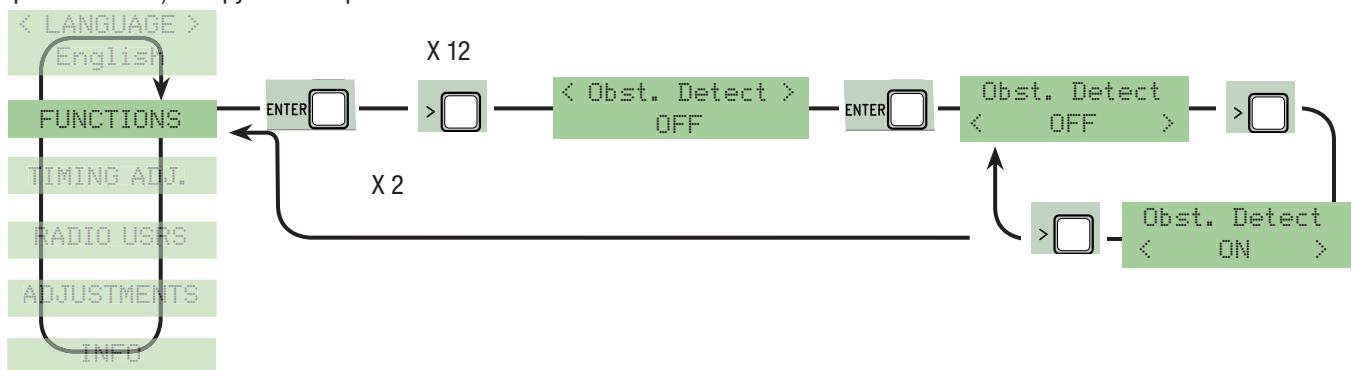 < LANGUAGE >
English
FUNCTIONS
TIMING ADJ.
RADIO USRS
ADJUSTMENTS
INFO
ENTER
X 12
>
< Obst. Detect >
OFF
ENTER
Obst. Detect
< OFF >
>
X 2
>
Obst. Detect
< ON >